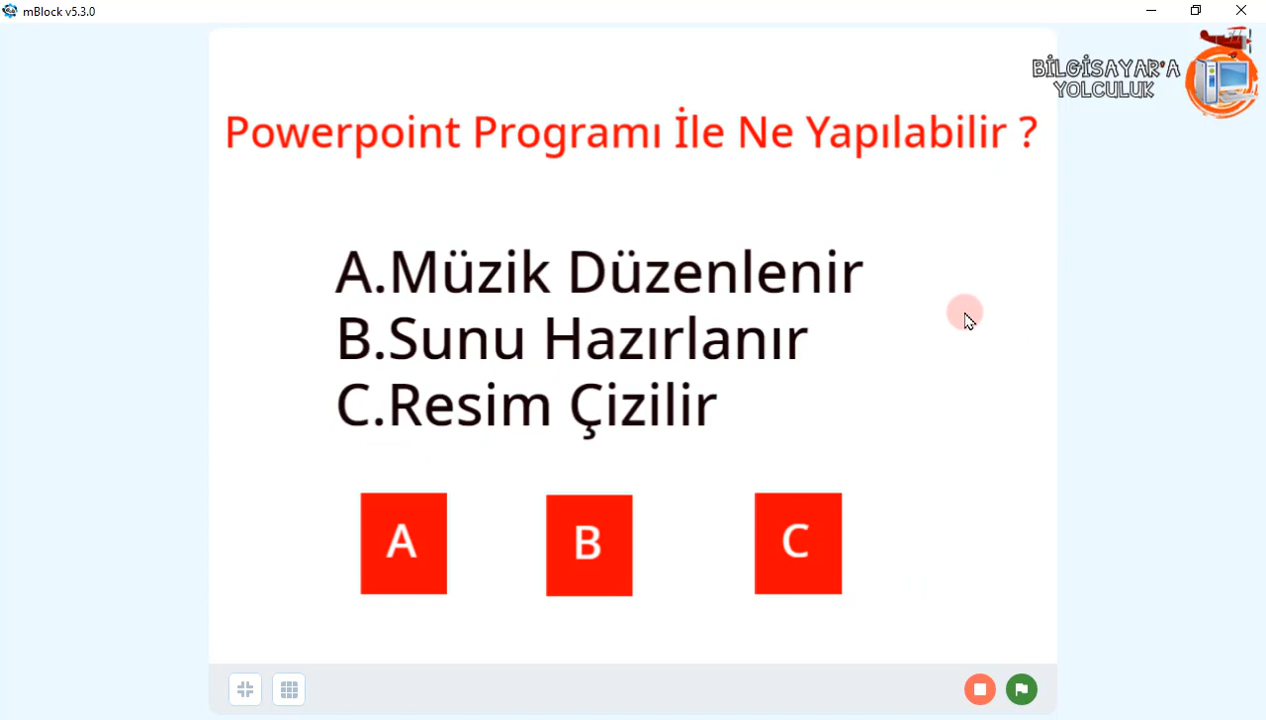 mBlock v5.3.0
BİLGİSAYAR'A
YOLCULUK
Powerpoint Programı İle Ne Yapılabilir ?
A.Müzik Düzenlenir
B.Sunu Hazırlanır
C.Resim Çizilir
A B C